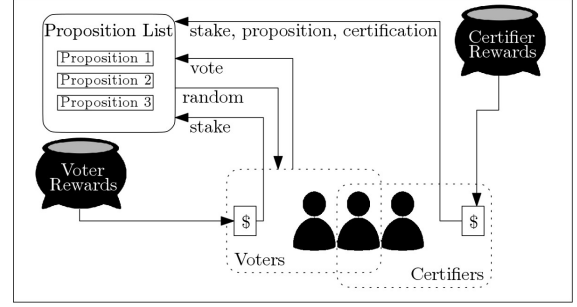 Proposition List
Proposition 1
Proposition 2
Proposition 3
stake, proposition, certification
vote
random
stake
Certifier
Rewards
Voter
Rewards
$
$
Voters
Certifiers